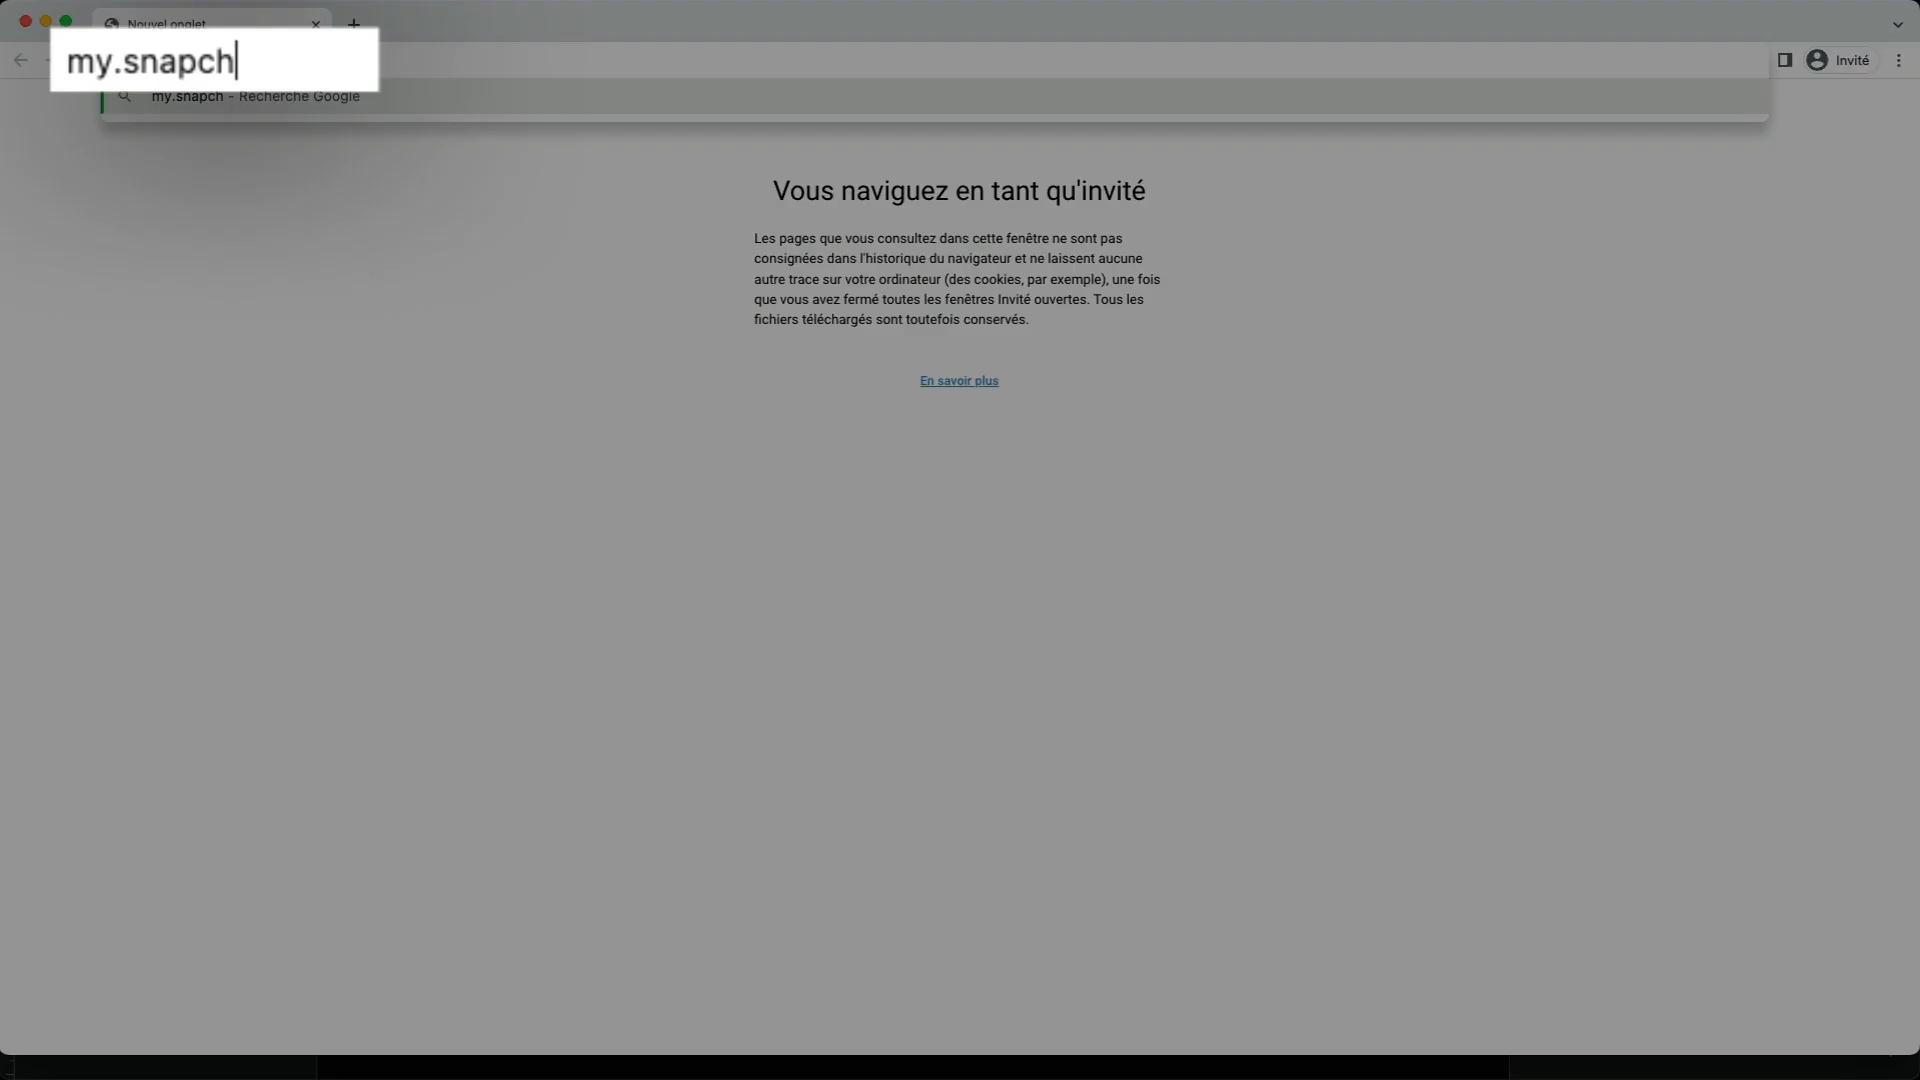 Nouvel onglet
my.snapch
Invité
my.snapch - Recherche Google
Vous naviguez en tant qu'invité
Les pages que vous consultez dans cette fenêtre ne sont pas
consignées dans l'historique du navigateur et ne laissent aucune
autre trace sur votre ordinateur (des cookies, par exemple), une fois
que vous avez fermé toutes les fenêtres Invité ouvertes. Tous les
fichiers téléchargés sont toutefois conservés.
En savoir plus